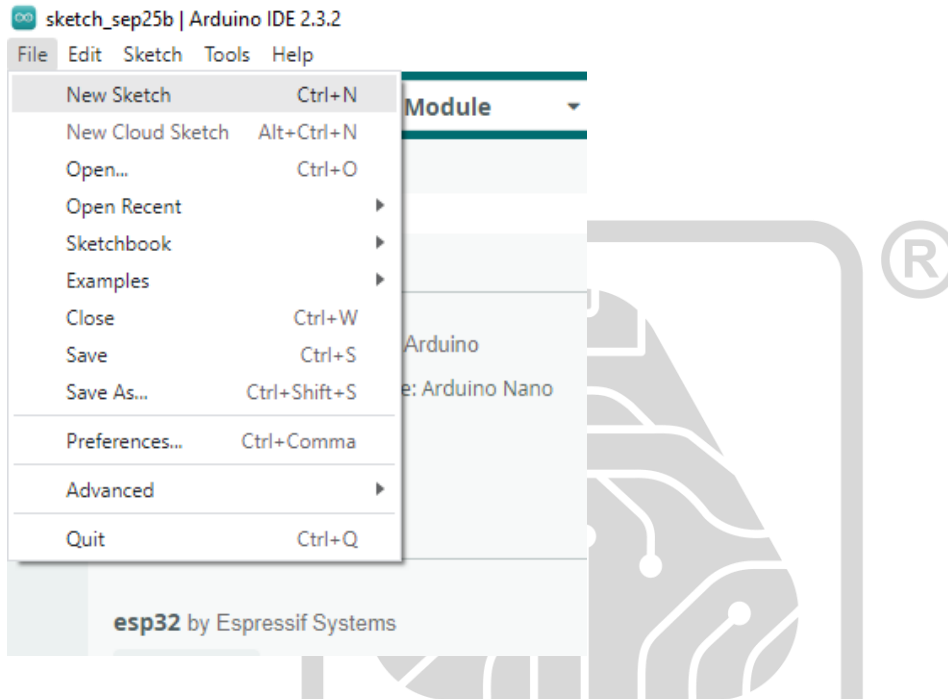 sketch_sep25b | Arduino IDE 2.3.2
File Edit Sketch Tools Help
New Sketch Ctrl+N
Module
New Cloud Sketch Alt+Ctrl+N
Open... Ctrl+O
Open Recent
Sketchbook
Examples
Close Ctrl+W
Arduino
Save Ctrl+S
Save As... Ctrl+Shift+S
e: Arduino Nano
Preferences... Ctrl+Comma
Advanced
Quit Ctrl+Q
esp32 by Espressif Systems
®